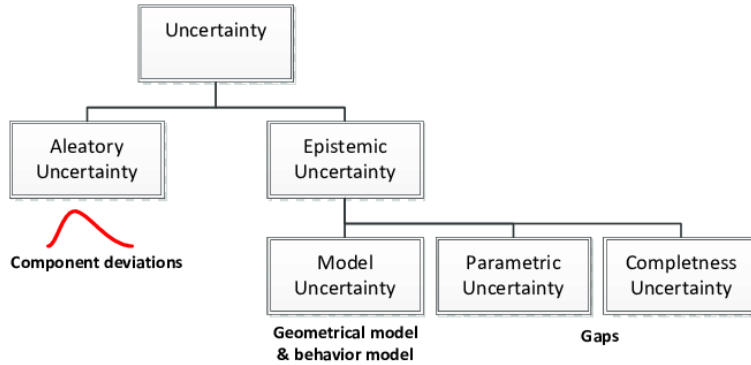 Uncertainty
Aleatory
Uncertainty
Epistemic
Uncertainty
Component deviations
Model
Uncertainty
Parametric
Uncertainty
Completness
Uncertainty
Geometrical model
& behavior model
Gaps